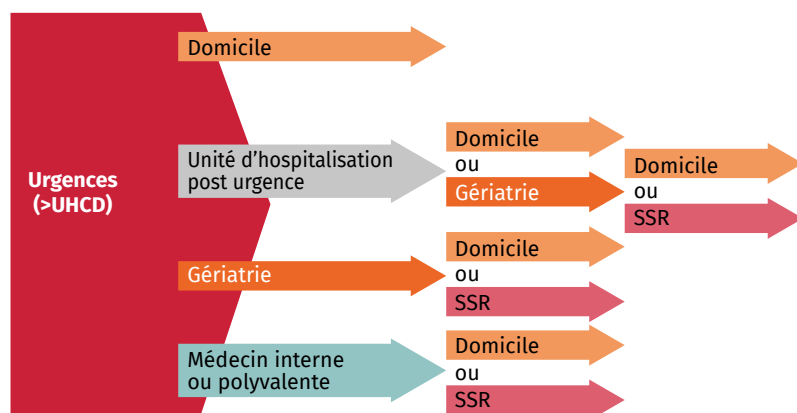 Domicile
Urgences
(>UHCD)
Unité d'hospitalisation
post urgence
Domicile
ou
Gériatrie
Domicile
ou
SSR
Gériatrie
Domicile
ou
SSR
Médecin interne
ou polyvalente
Domicile
ou
SSR